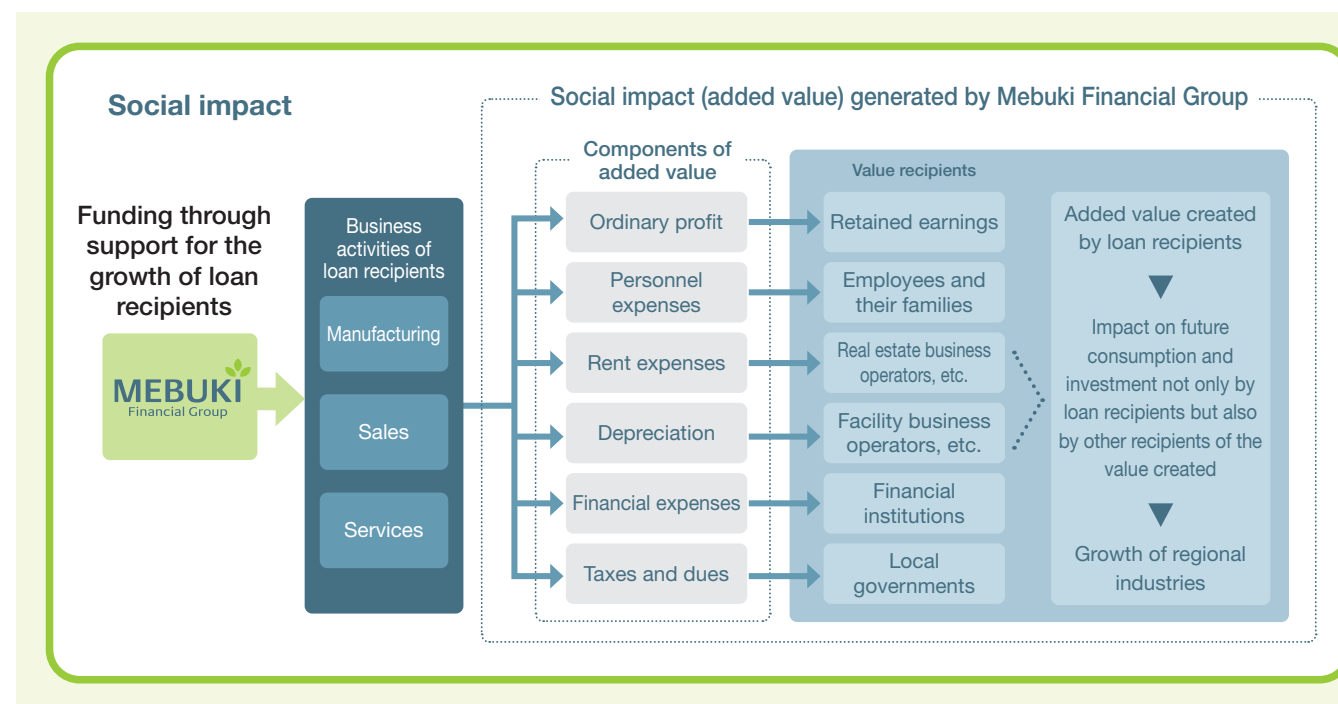 Social impact
Social impact (added value) generated by Mebuki Financial Group
Funding through
support for the
growth of loan
recipients
MEBUKI
Financial Group
Business
activities of
loan recipients
Manufacturing
Sales
Services
Components of
added value
Ordinary profit
Personnel
expenses
Rent expenses
Depreciation
Financial expenses
Taxes and dues
Value recipients
Retained earnings
Employees and
their families
Real estate business
operators, etc.
Facility business
operators, etc.
Financial
institutions
Local
governments
Added value created
by loan recipients
Impact on future
consumption and
investment not only by
loan recipients but also
by other recipients of the
value created
Growth of regional
industries